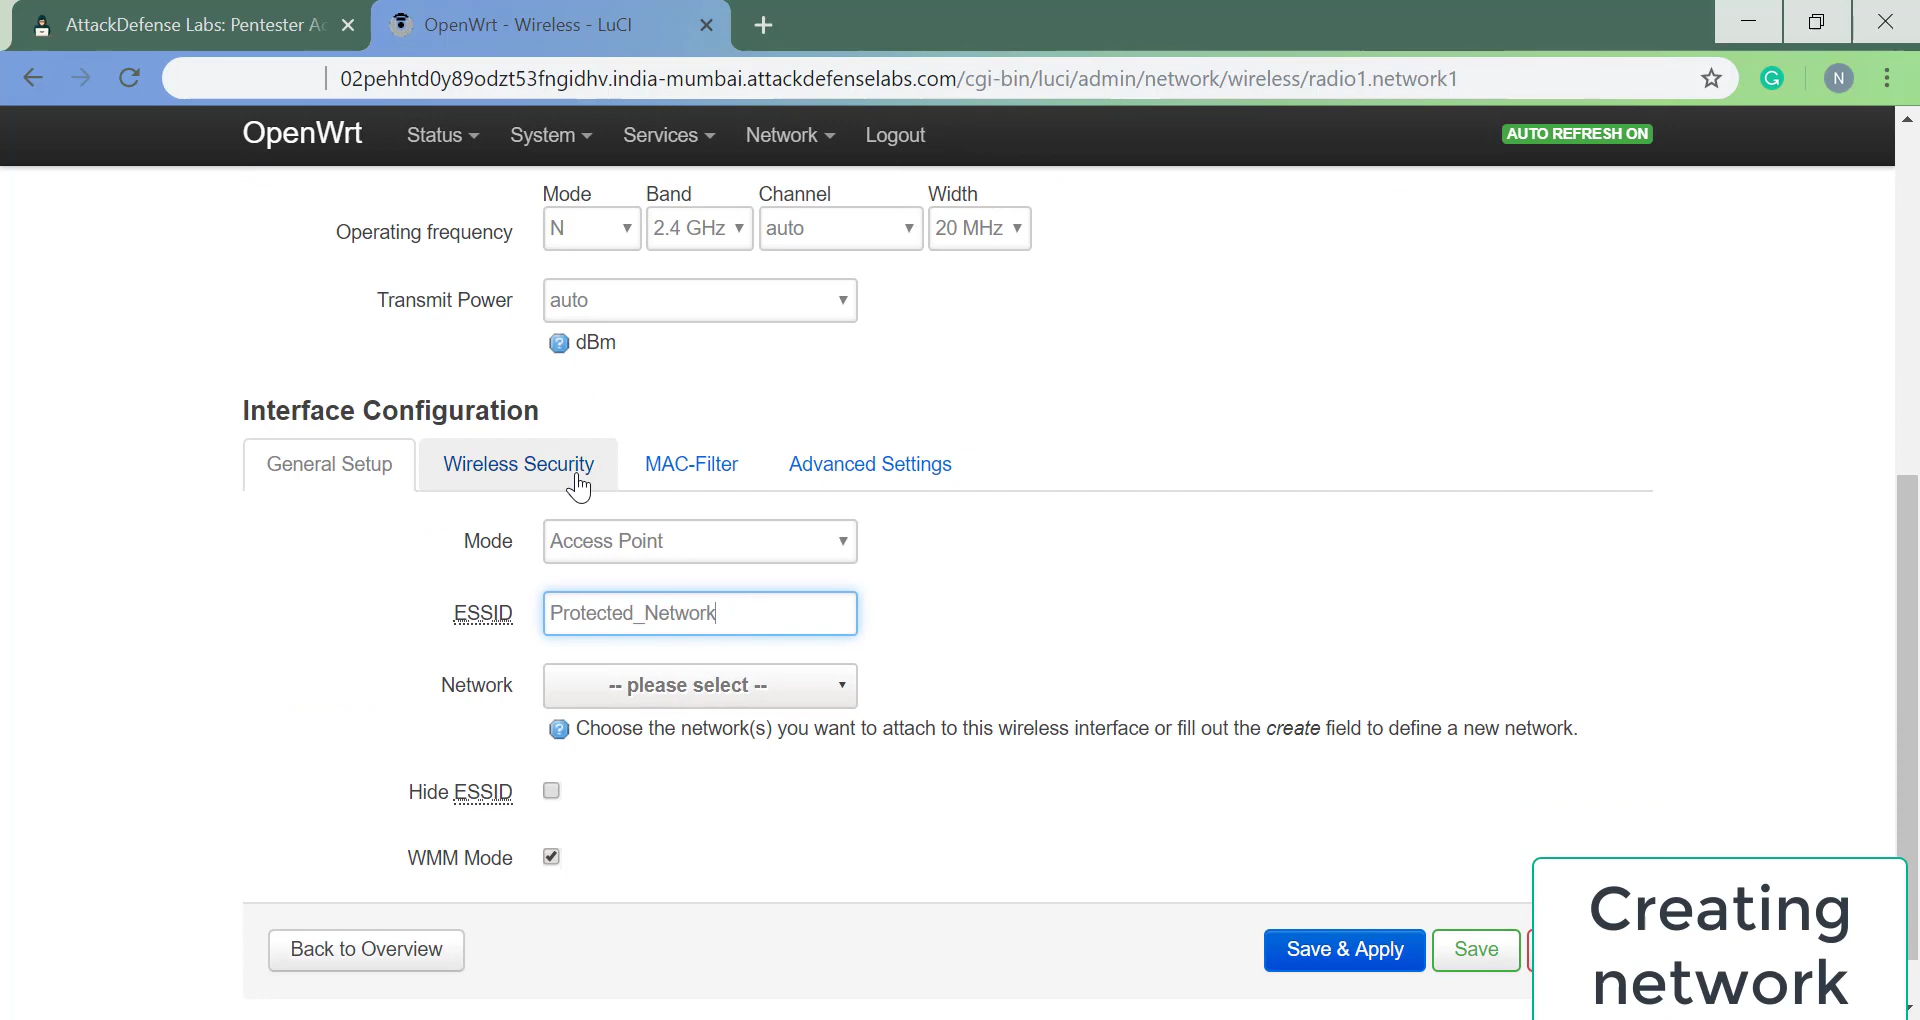 AttackDefense Labs: Pentester Ac
OpenWrt - Wireless - LuCI
02pehhtd0y89odzt53fngidhv.india-mumbai.attackdefenselabs.com/cgi-bin/luci/admin/network/wireless/radio1.network1
G
N
OpenWrt Status System Services Network Logout AUTO REFRESH ON
Mode Band Channel Width
Operating frequency N 2.4 GHz auto 20 MHz
Transmit Power auto
? dBm
Interface Configuration
General Setup Wireless Security MAC-Filter Advanced Settings
Mode Access Point
ESSID Protected_Network
Network -- please select --
? Choose the network(s) you want to attach to this wireless interface or fill out the create field to define a new network.
Hide ESSID
WMM Mode
Back to Overview Save & Apply Save
Creating
network